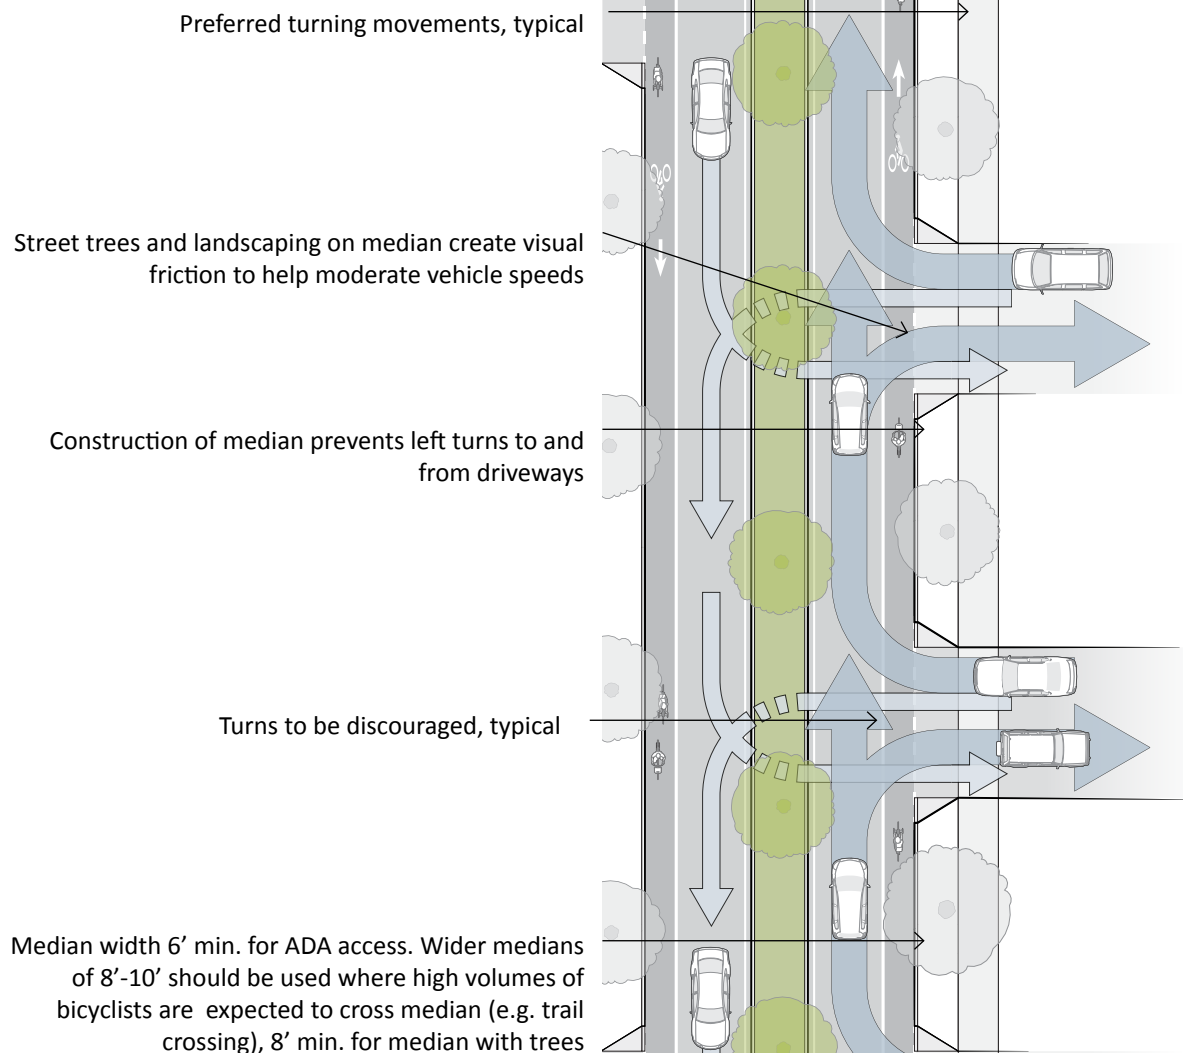 Preferred turning movements, typical
Street trees and landscaping on median create visual
friction to help moderate vehicle speeds
Construction of median prevents left turns to and
from driveways
Turns to be discouraged, typical
Median width 6’ min. for ADA access. Wider medians
of 8’-10’ should be used where high volumes of
bicyclists are  expected to cross median (e.g. trail
crossing), 8’ min. for median with trees